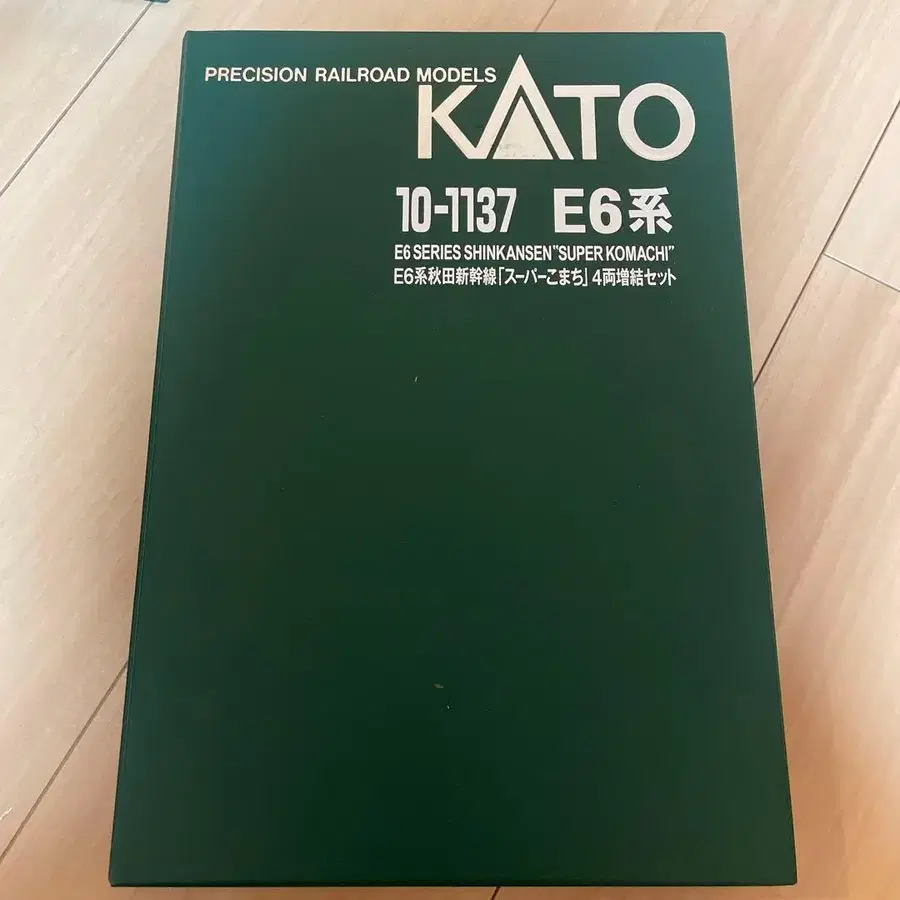 PRECISION RAILROAD MODELS
KATO
10-1137 E6系
E6 SERIES SHINKANSEN "SUPER KOMACHI"
E6系秋田新幹線「スーパーこまち」4両増結セット